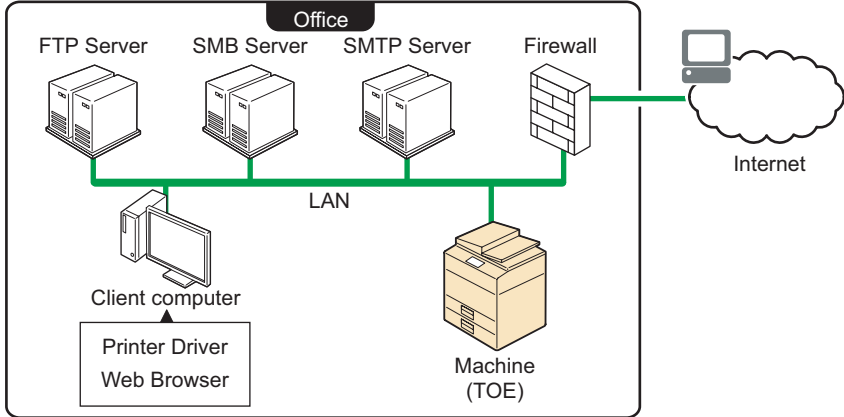 Office
FTP Server
SMB Server
SMTP Server
Firewall
Internet
LAN
Client computer
Printer Driver
Web Browser
Machine
(TOE)